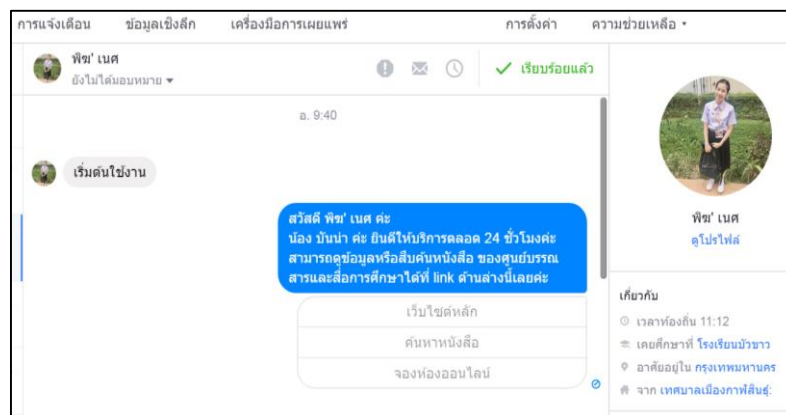 การแจ้งเตือน ข้อมูลเชิงลึก เครื่องมือการเผยแพร่ การตั้งค่า ความช่วยเหลือ
พิฆ' เนศ
ยังไม่ได้มอบหมาย
เรียบร้อยแล้ว
อ. 9:40
เริ่มต้นใช้งาน
สวัสดี พิฆ' เนศ ค่ะ
น้อง บันน่า ค่ะ ยินดีให้บริการตลอด 24 ชั่วโมงค่ะ
สามารถดูข้อมูลหรือสืบค้นหนังสือ ของศูนย์บรรณ
สารและสื่อการศึกษาได้ที่ link ด้านล่างนี้เลยค่ะ
เว็บไซต์หลัก
ค้นหาหนังสือ
จองห้องออนไลน์
พิฆ' เนศ
ดูโปรไฟล์
เกี่ยวกับ
เวลาท้องถิ่น 11:12
เคยศึกษาที่ โรงเรียนบัวขาว
อาศัยอยู่ใน กรุงเทพมหานคร
จาก เทศบาลเมืองกาฬสินธุ์: